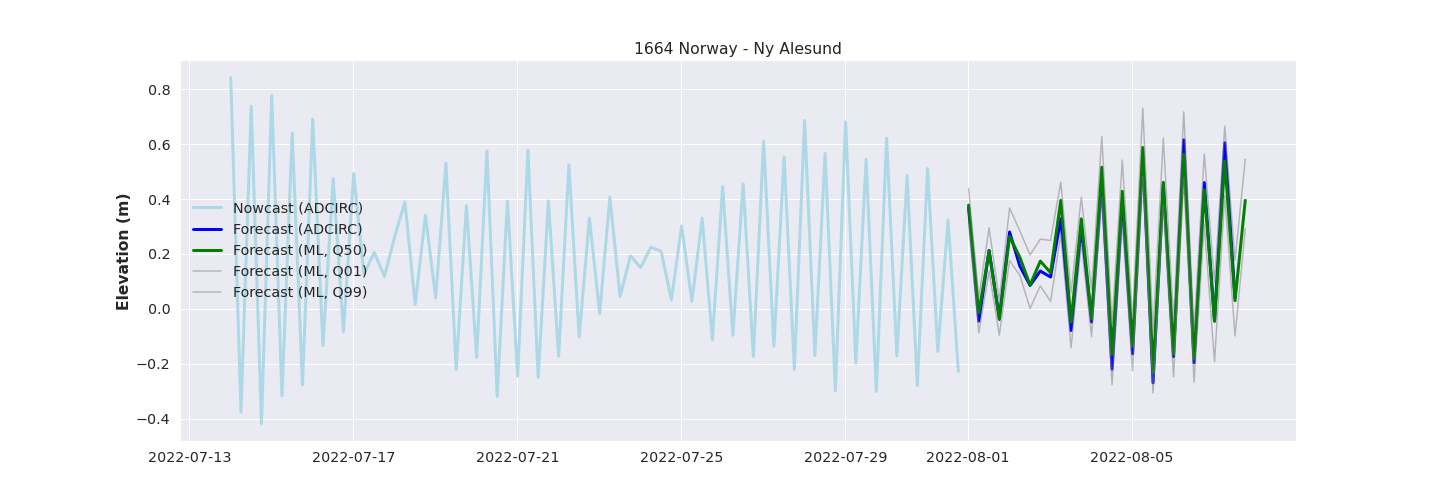 1664 Norway - Ny Alesund
Elevation (m)
0.8
0.6
0.4
0.2
0.0
−0.2
−0.4
Nowcast (ADCIRC)
Forecast (ADCIRC)
Forecast (ML, Q50)
Forecast (ML, Q01)
Forecast (ML, Q99)
2022-07-13 2022-07-17 2022-07-21 2022-07-25 2022-07-29 2022-08-01 2022-08-05